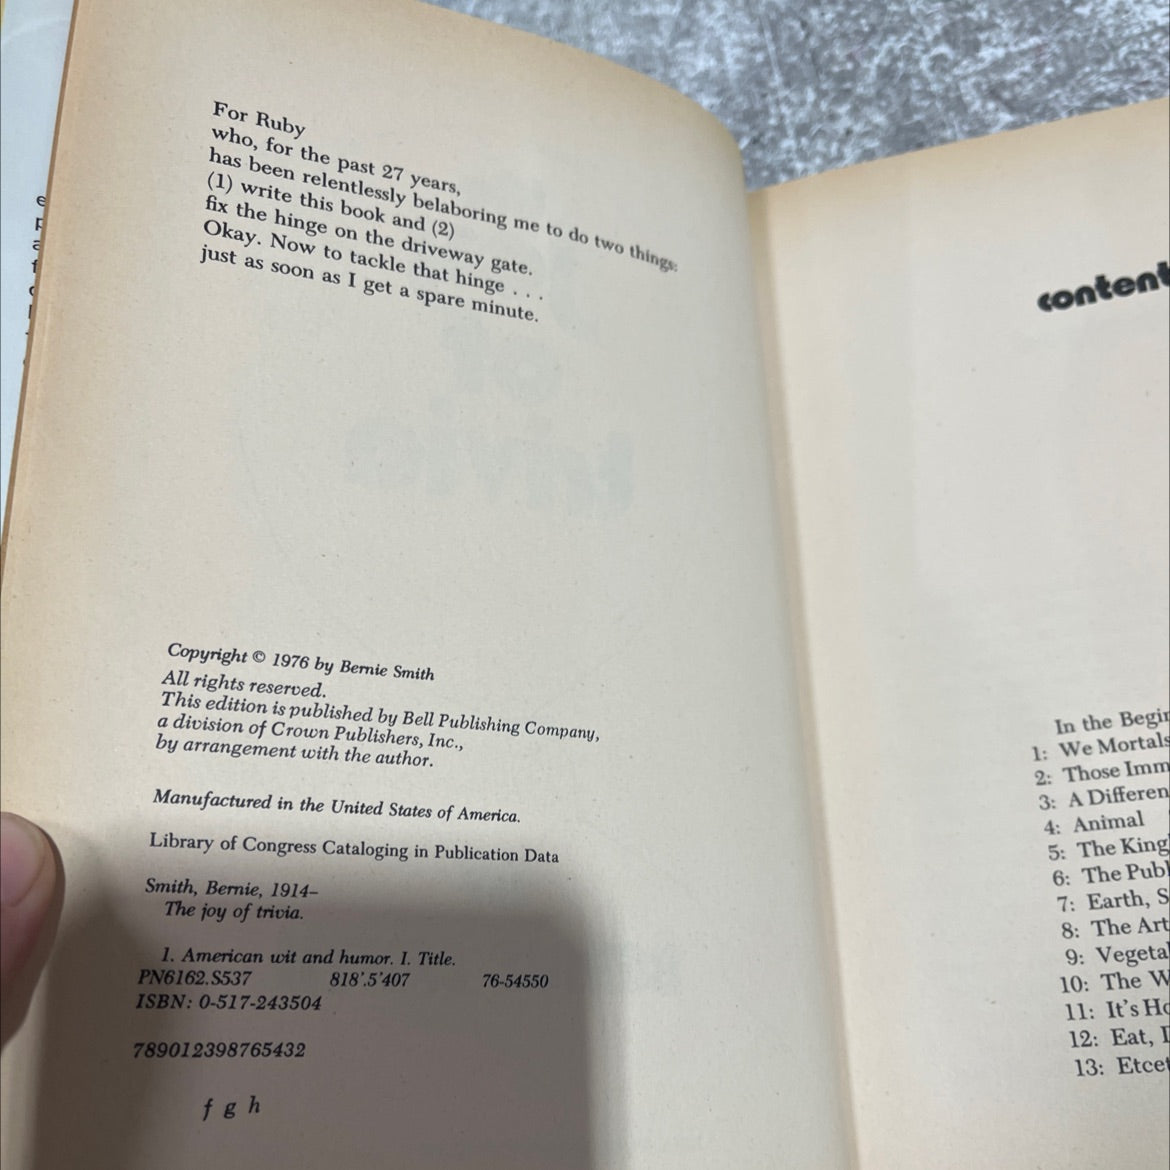 For Ruby
who, for the past 27 years,
has been relentlessly belaboring me to do two things:
(1) write this book and (2)
fix the hinge on the driveway gate.
Okay. Now to tackle that hinge . . .
just as soon as I get a spare minute.
Copyright © 1976 by Bernie Smith
All rights reserved.
This edition is published by Bell Publishing Company,
a division of Crown Publishers, Inc.,
by arrangement with the author.
Manufactured in the United States of America.
Library of Congress Cataloging in Publication Data
Smith, Bernie, 1914–
The joy of trivia.
1. American wit and humor. I. Title.
PN6162.S537 818'.5'407 76-54550
ISBN: 0-517-243504
789012398765432
f g h
content
In the Begin
1: We Mortals
2: Those Imm
3: A Differen
4: Animal
5: The King
6: The Publ
7: Earth, S
8: The Art
9: Vegeta
10: The W
11: It's Ho
12: Eat,
13: Etcet